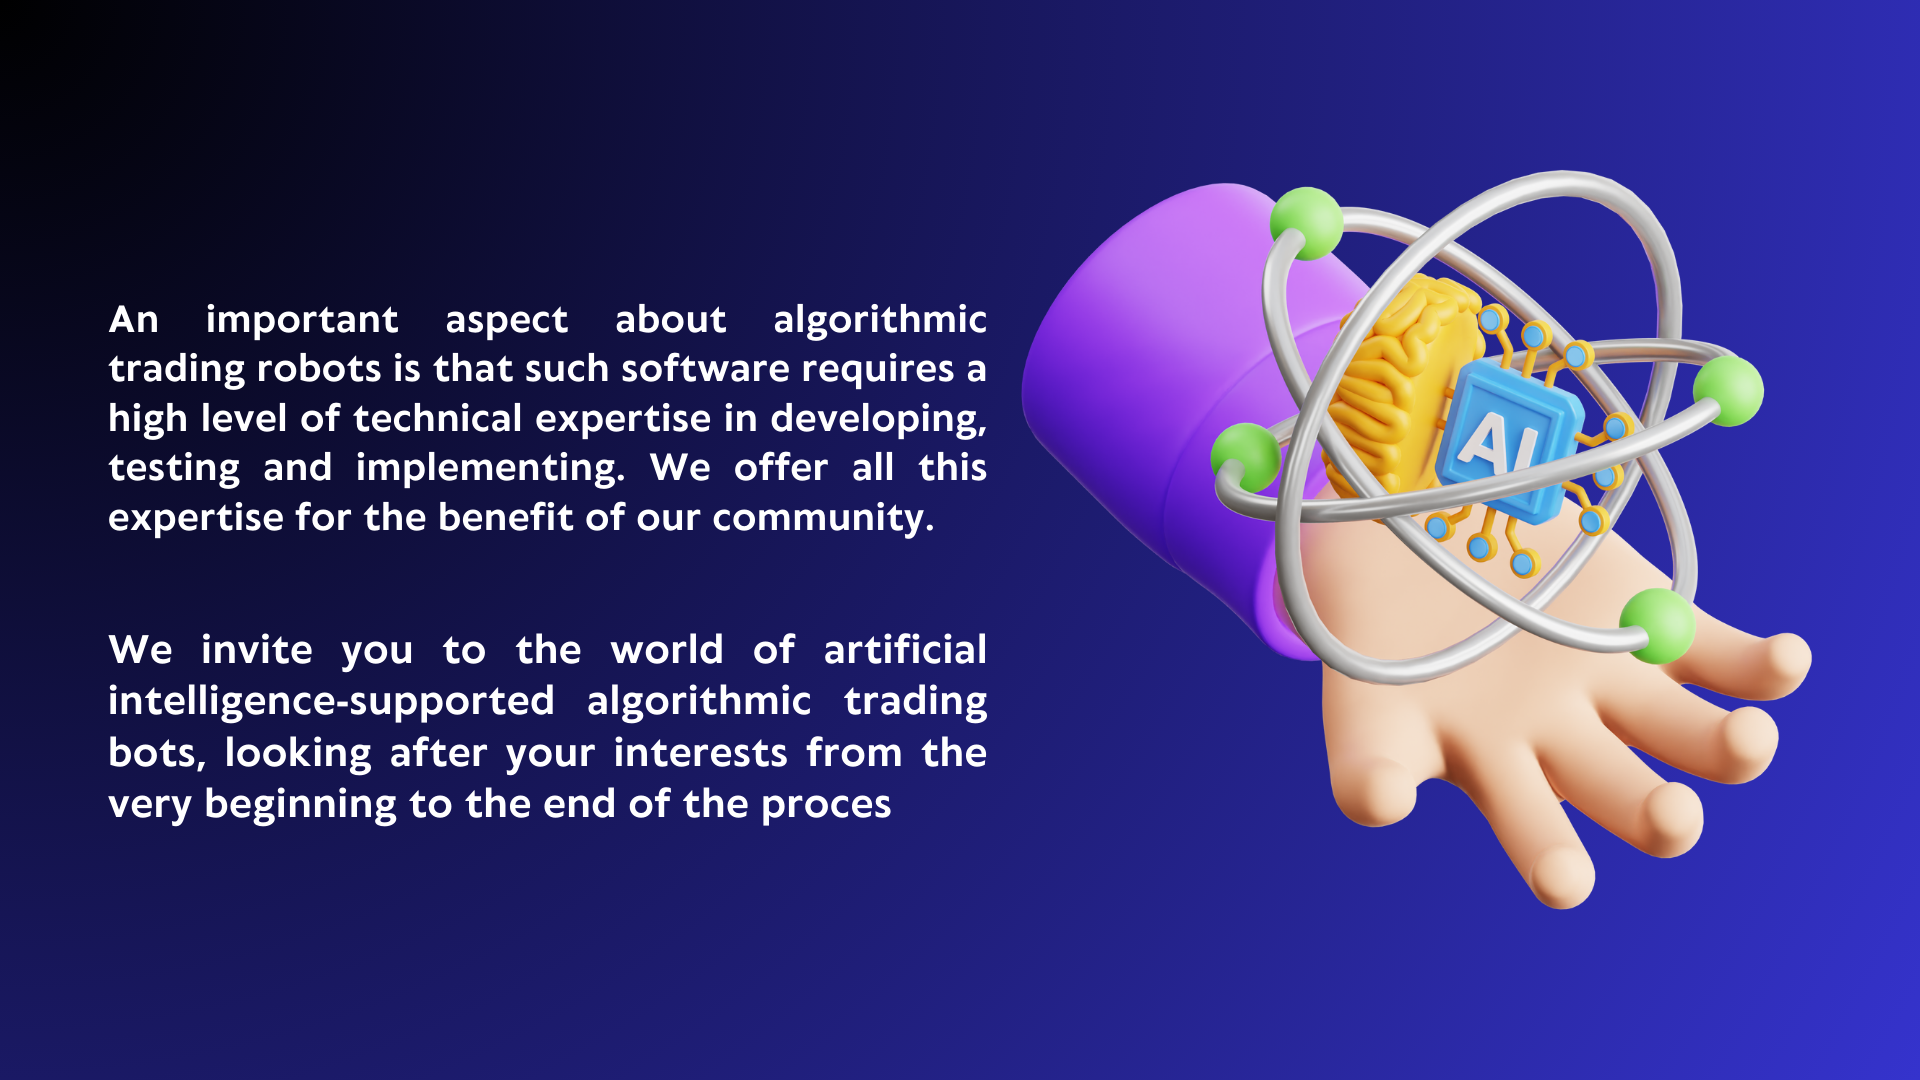 An important aspect about algorithmic
trading robots is that such software requires a
high level of technical expertise in developing,
testing and implementing. We offer all this
expertise for the benefit of our community.
We invite you to the world of artificial
intelligence-supported algorithmic trading
bots, looking after your interests from the
very beginning to the end of the proces
AI